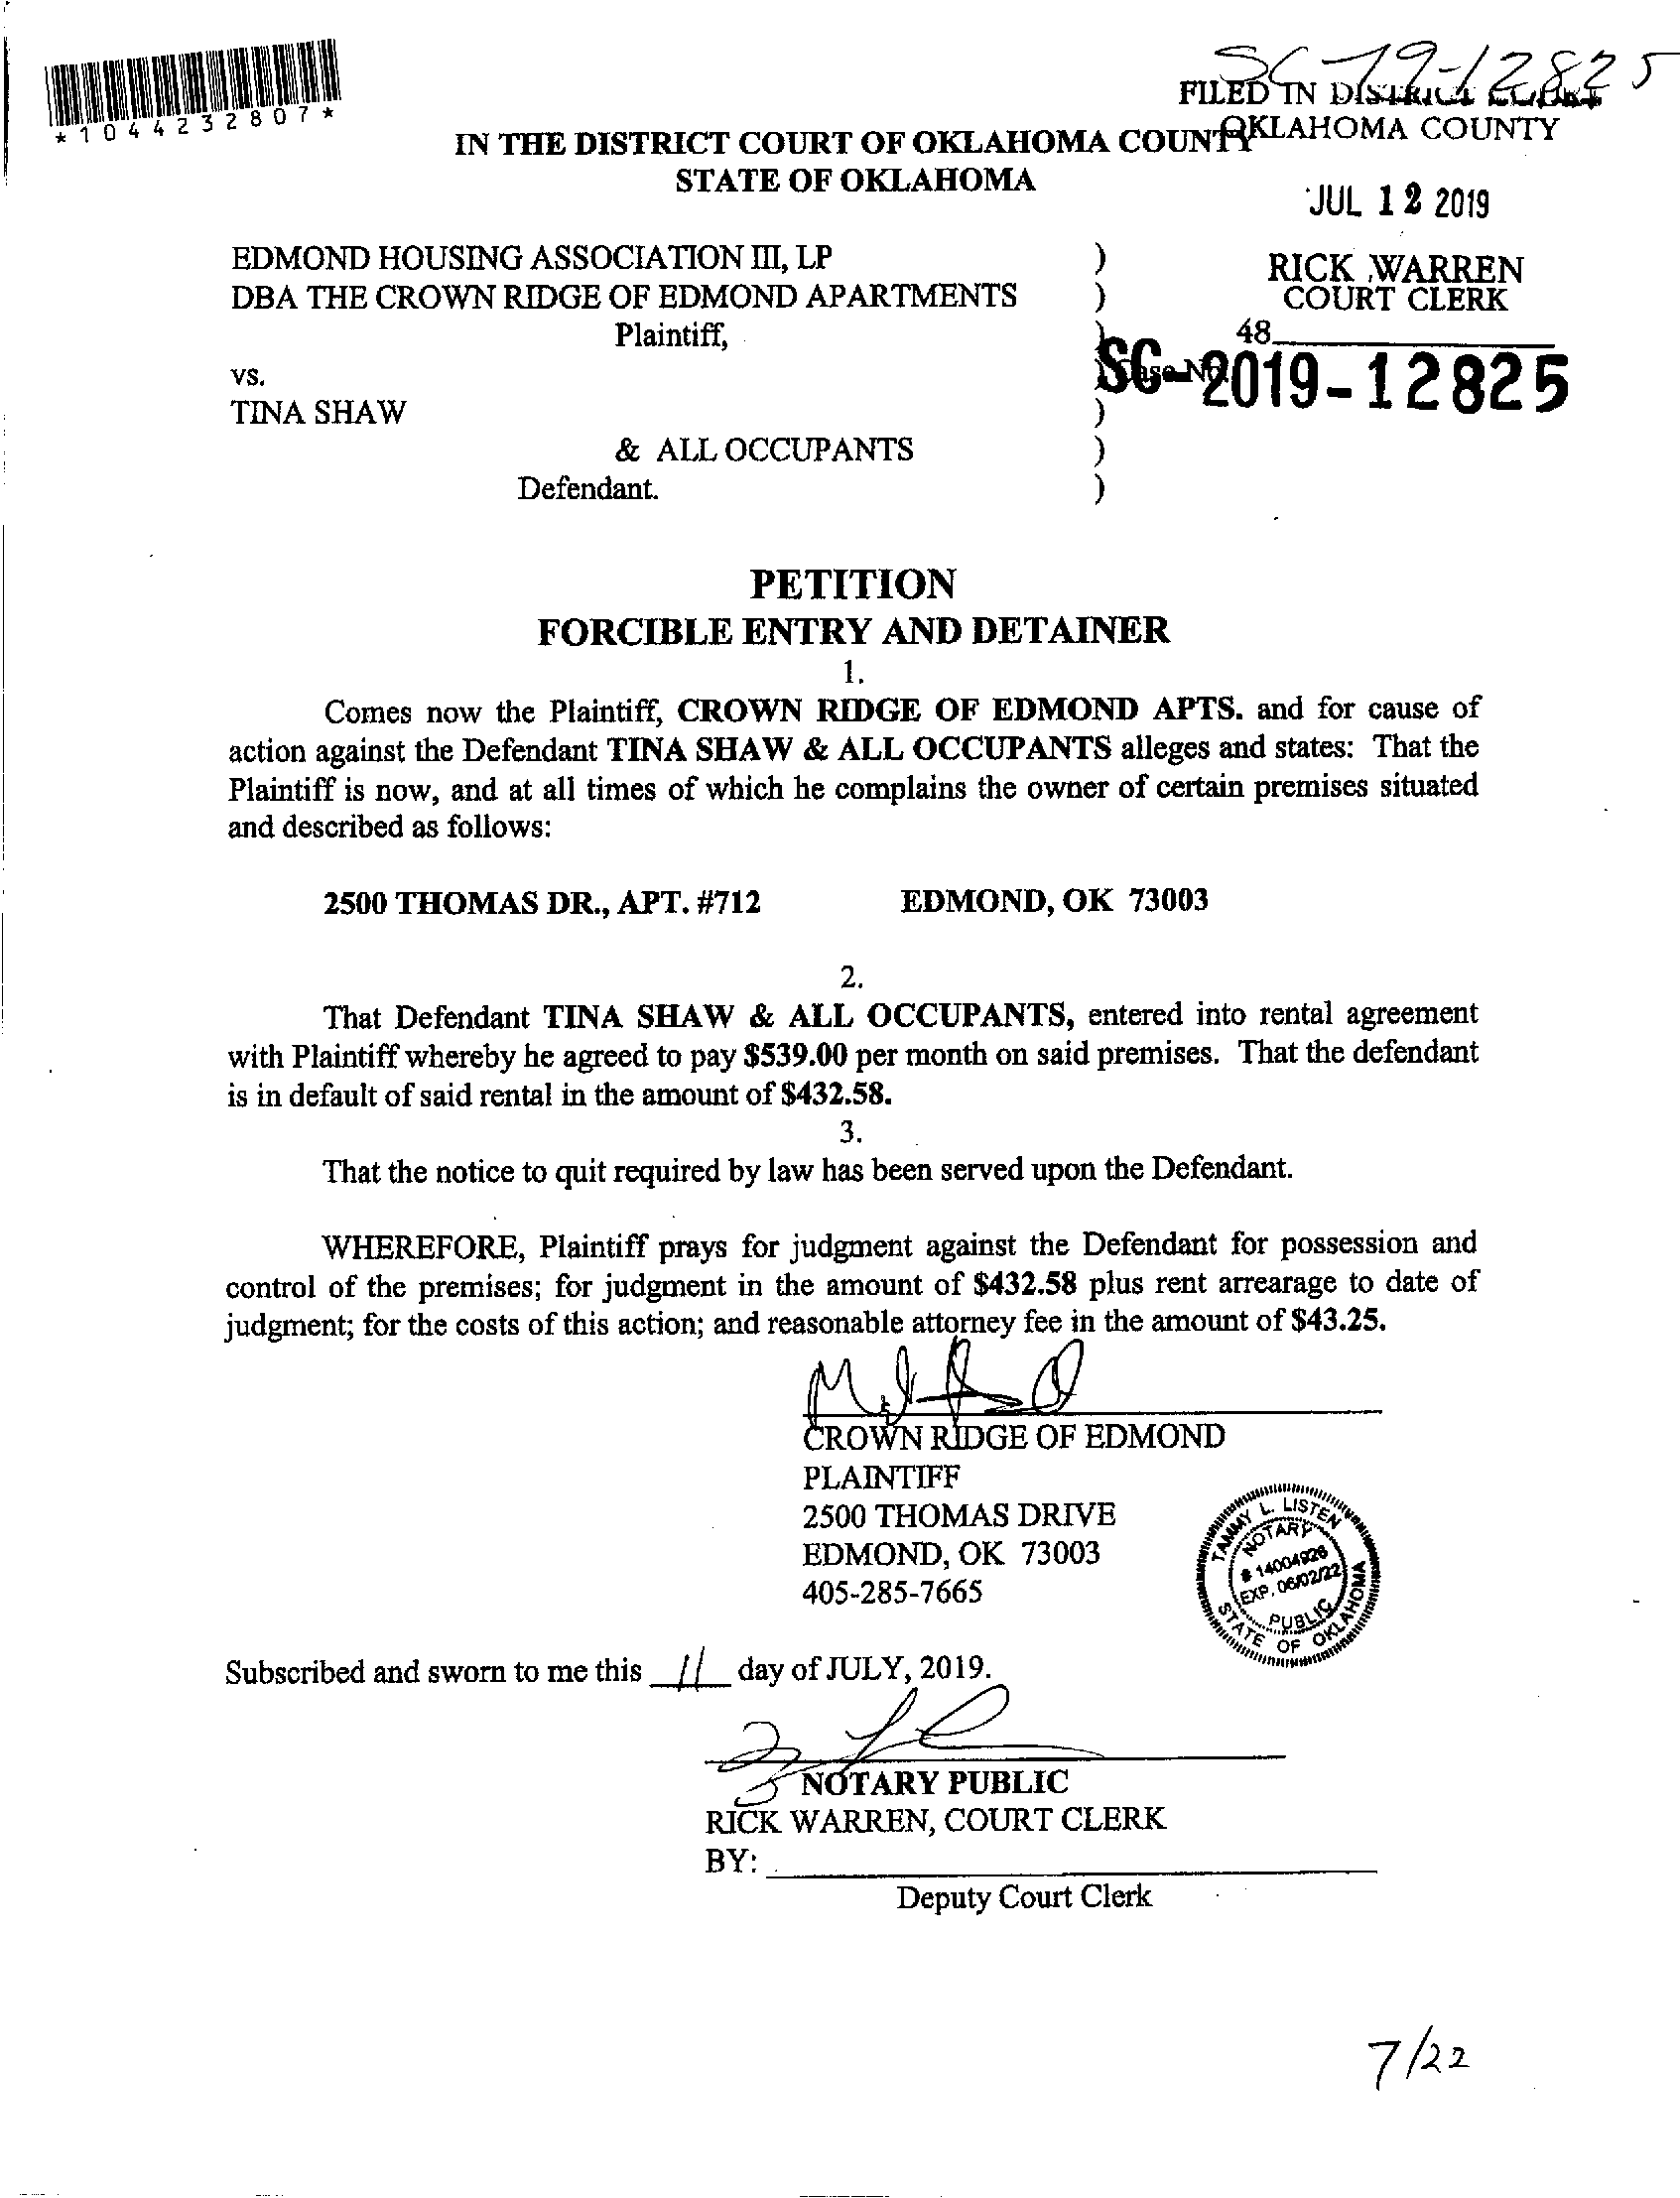 SC-19-12825
*1044232807*
FILED IN DISTRICT COURT
OKLAHOMA COUNTY
IN THE DISTRICT COURT OF OKLAHOMA COUNTY
STATE OF OKLAHOMA
JUL 12 2019
EDMOND HOUSING ASSOCIATION III, LP )
DBA THE CROWN RIDGE OF EDMOND APARTMENTS )
RICK WARREN
COURT CLERK
Plaintiff, )
48
vs. ) Case No.
SC-2019-12825
TINA SHAW )
& ALL OCCUPANTS )
Defendant. )
PETITION
FORCIBLE ENTRY AND DETAINER
1.
Comes now the Plaintiff, CROWN RIDGE OF EDMOND APTS. and for cause of
action against the Defendant TINA SHAW & ALL OCCUPANTS alleges and states: That the
Plaintiff is now, and at all times of which he complains the owner of certain premises situated
and described as follows:
2500 THOMAS DR., APT. #712 EDMOND, OK 73003
2.
That Defendant TINA SHAW & ALL OCCUPANTS, entered into rental agreement
with Plaintiff whereby he agreed to pay $539.00 per month on said premises. That the defendant
is in default of said rental in the amount of $432.58.
3.
That the notice to quit required by law has been served upon the Defendant.
WHEREFORE, Plaintiff prays for judgment against the Defendant for possession and
control of the premises; for judgment in the amount of $432.58 plus rent arrearage to date of
judgment; for the costs of this action; and reasonable attorney fee in the amount of $43.25.
CROWN RIDGE OF EDMOND
PLAINTIFF
2500 THOMAS DRIVE
EDMOND, OK 73003
405-285-7665
TAMMY L. LISTEN
NOTARY
# 14004926
EXP. 06/02/22
PUBLIC
STATE OF OKLAHOMA
Subscribed and sworn to me this 11 day of JULY, 2019.
NOTARY PUBLIC
RICK WARREN, COURT CLERK
BY:
Deputy Court Clerk
7/22